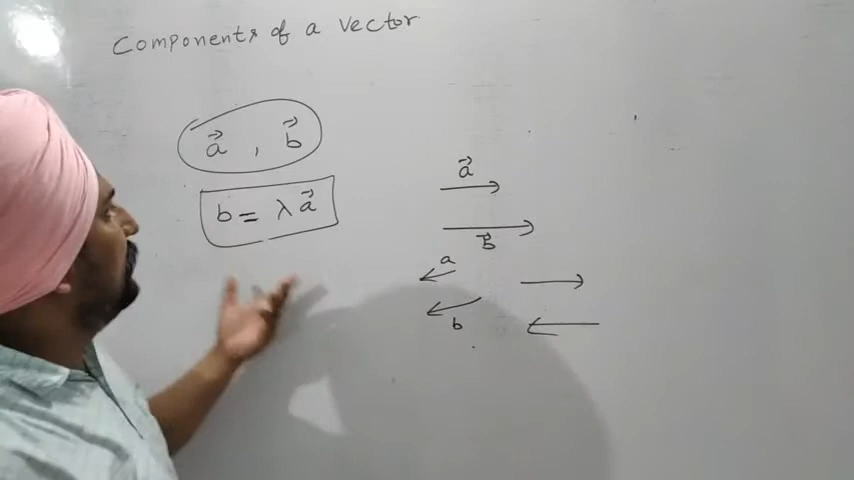 Components of a vector
a⃗ , b⃗
b = λ a⃗
a⃗
b⃗
a
b